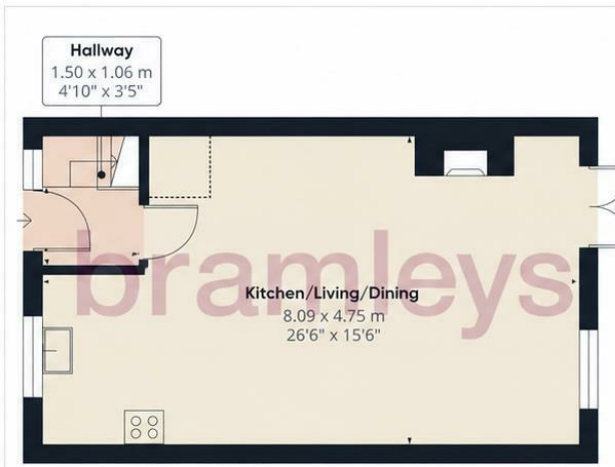 Hallway
1.50 x 1.06 m
4'10" x 3'5"
bramleys
Kitchen/Living/Dining
8.09 x 4.75 m
26'6" x 15'6"